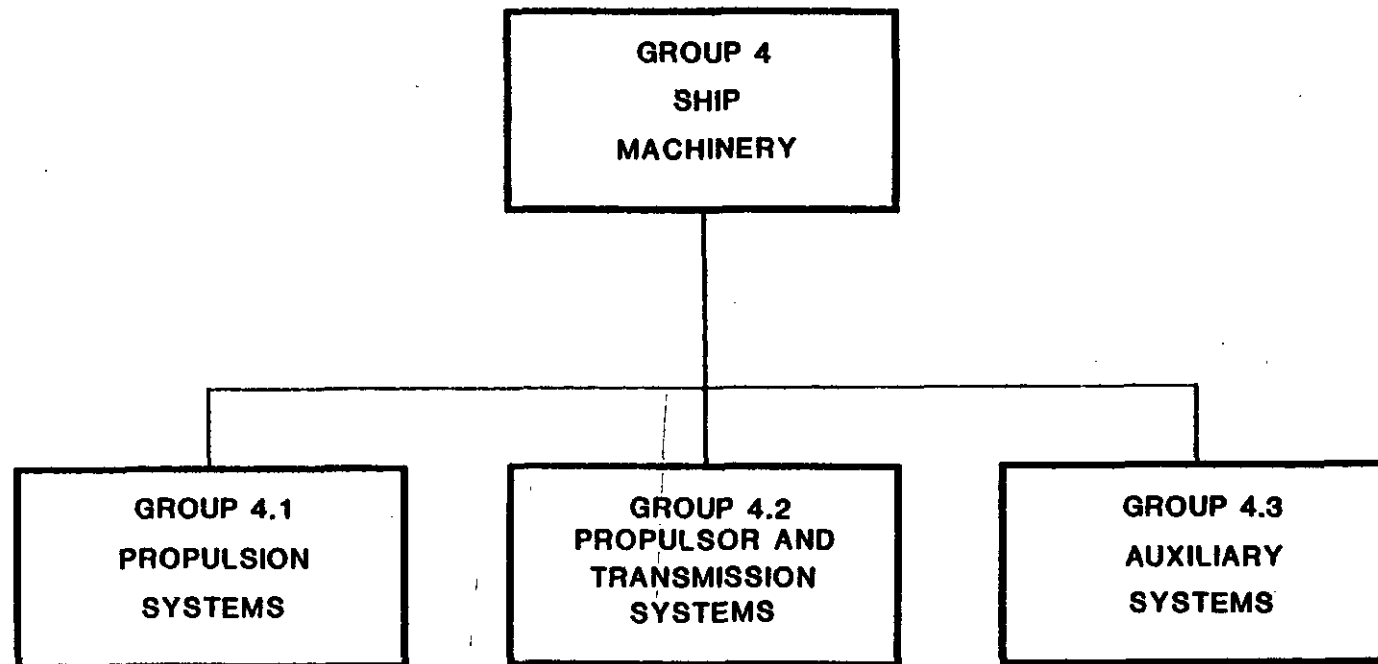 GROUP 4
SHIP
MACHINERY
GROUP 4.1
PROPULSION
SYSTEMS
GROUP 4.2
PROPULSOR AND
TRANSMISSION
SYSTEMS
GROUP 4.3
AUXILIARY
SYSTEMS